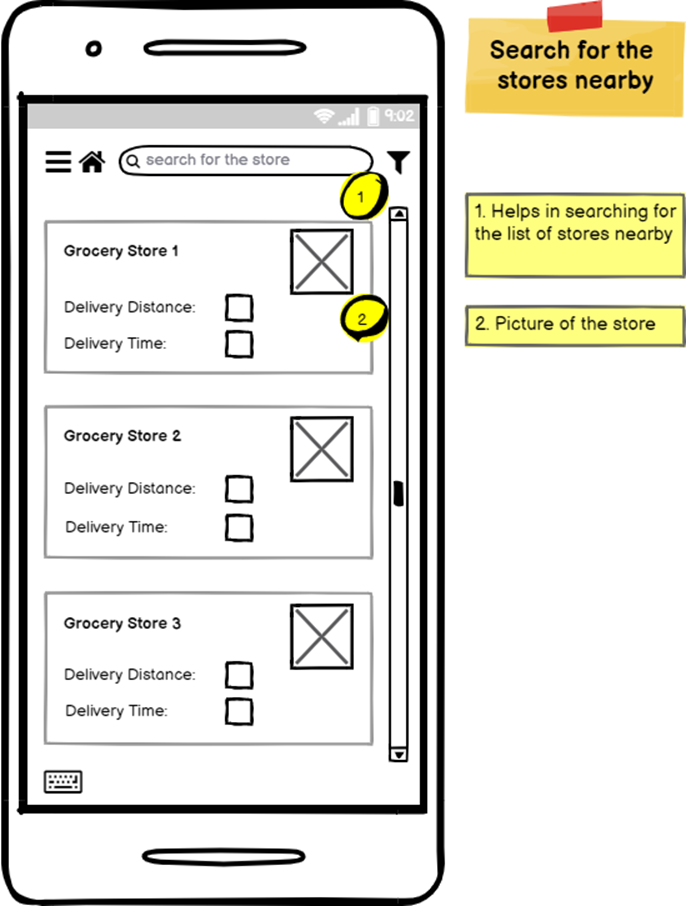 Search for the
stores nearby
9:02
search for the store
1
1. Helps in searching for
the list of stores nearby
Grocery Store 1
Delivery Distance:
2
2. Picture of the store
Delivery Time:
Grocery Store 2
Delivery Distance:
Delivery Time:
Grocery Store 3
Delivery Distance:
Delivery Time: